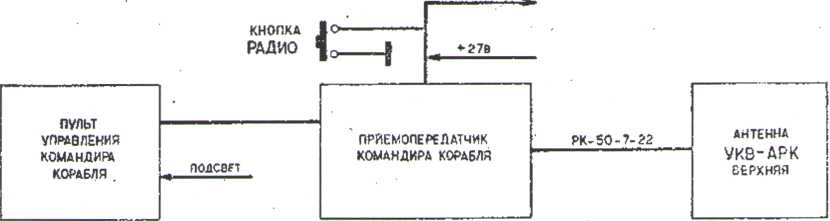 КНОПКА
РАДИО
+27В
ПУЛЬТ
УПРАВЛЕНИЯ
КОМАНДИРА
КОРАБЛЯ
ПОДСВЕТ
ПРИЕМОПЕРЕДАТЧИК
КОМАНДИРА КОРАБЛЯ
РК-50-7-22
АНТЕННА
УКВ-АРК
ВЕРХНЯЯ